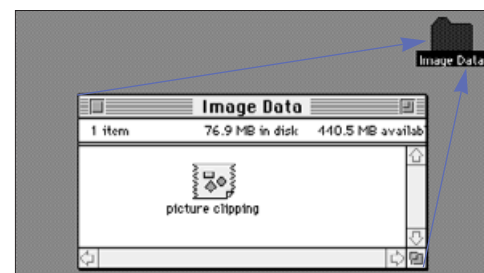 Image Data
Image Data
1 item 76.9 MB in disk 440.5 MB availab
picture clipping